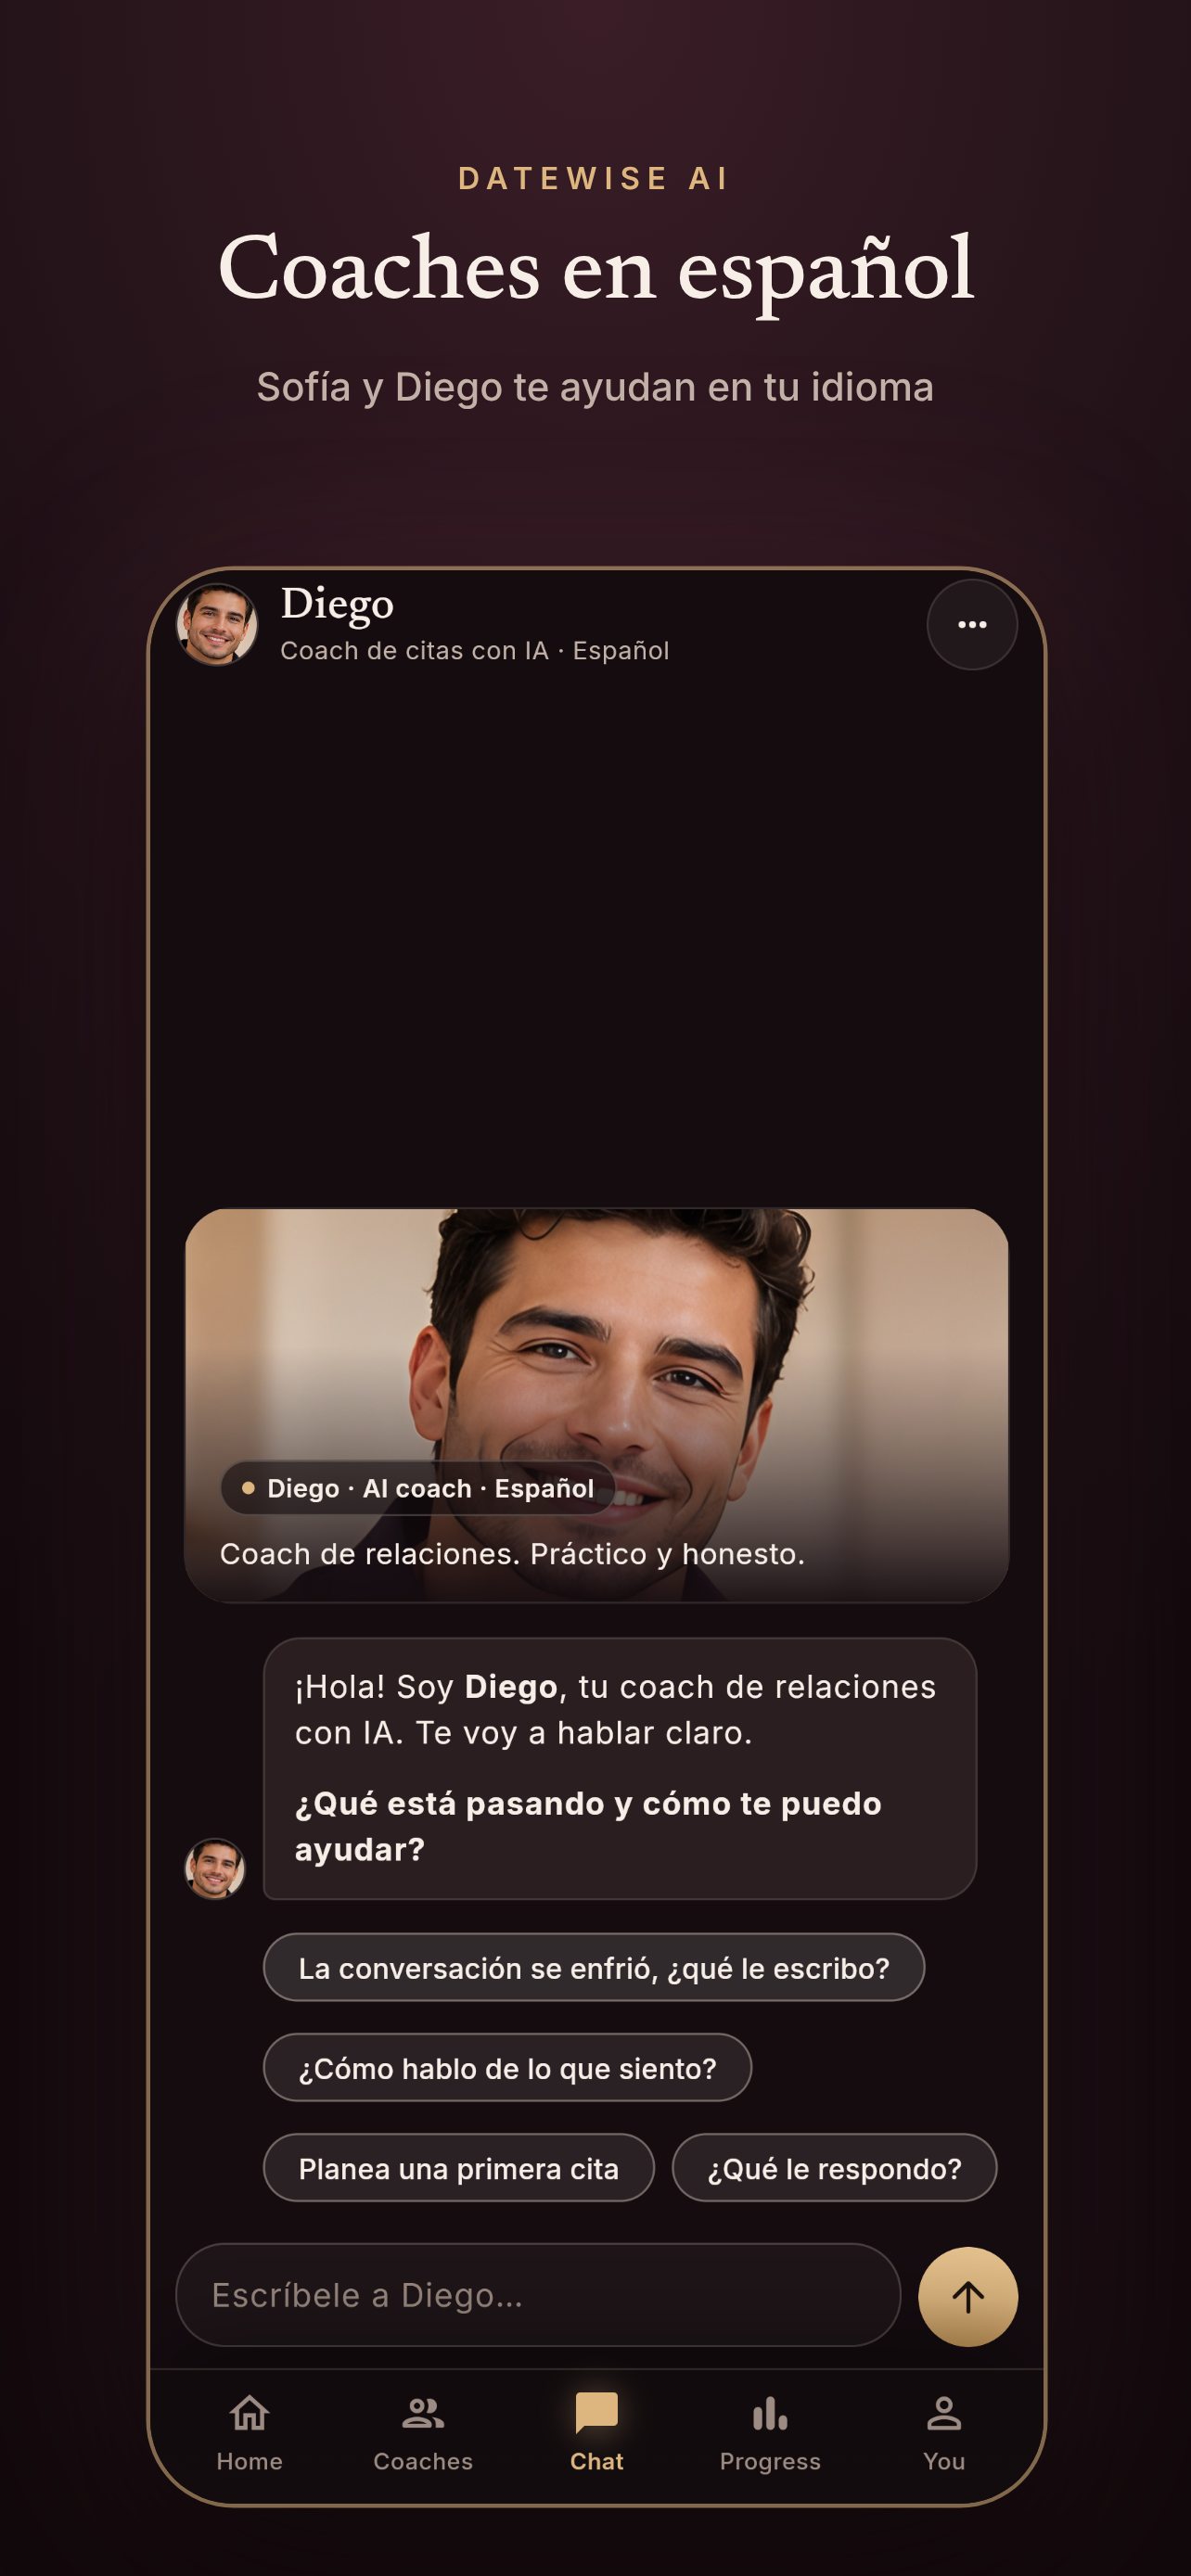 DATEWISE AI
Coaches en español
Sofía y Diego te ayudan en tu idioma
Diego
Coach de citas con IA · Español
Diego · AI coach · Español
Coach de relaciones. Práctico y honesto.
¡Hola! Soy Diego, tu coach de relaciones
con IA. Te voy a hablar claro.
¿Qué está pasando y cómo te puedo
ayudar?
La conversación se enfrió, ¿qué le escribo?
¿Cómo hablo de lo que siento?
Planea una primera cita
¿Qué le respondo?
Escríbele a Diego...
Home
Coaches
Chat
Progress
You